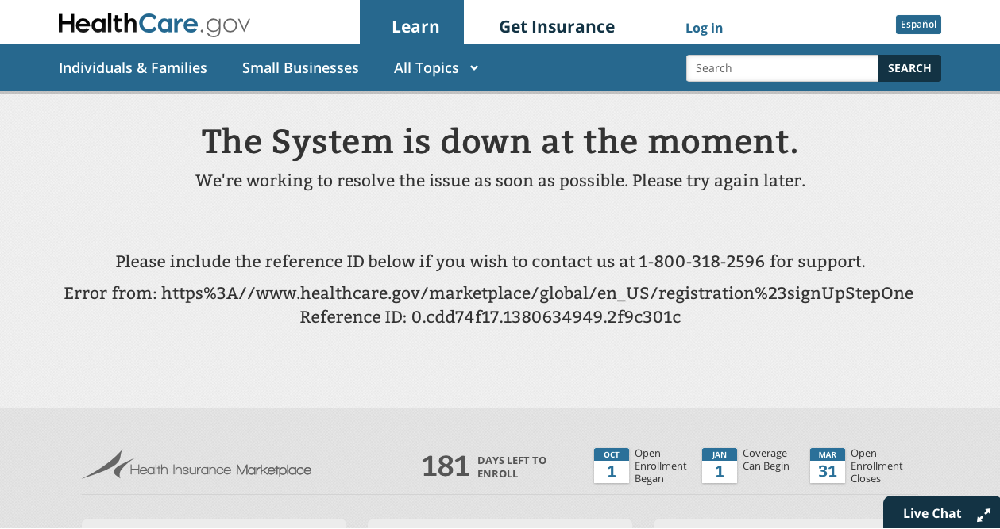 HealthCare.gov
Learn
Get Insurance
Log in
Español
Individuals & Families
Small Businesses
All Topics
Search
SEARCH
The System is down at the moment.
We're working to resolve the issue as soon as possible. Please try again later.
Please include the reference ID below if you wish to contact us at 1-800-318-2596 for support.
Error from: https%3A//www.healthcare.gov/marketplace/global/en_US/registration%23signUpStepOne
Reference ID: 0.cdd74f17.1380634949.2f9c301c
Health Insurance Marketplace
181
DAYS LEFT TO
ENROLL
OCT
1
Open
Enrollment
Began
JAN
1
Coverage
Can Begin
MAR
31
Open
Enrollment
Closes
Live Chat